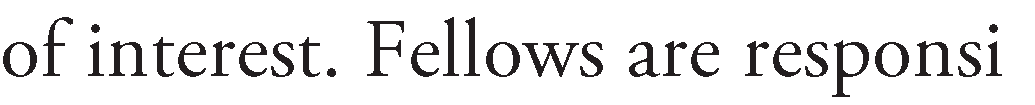 of interest. Fellows are responsi